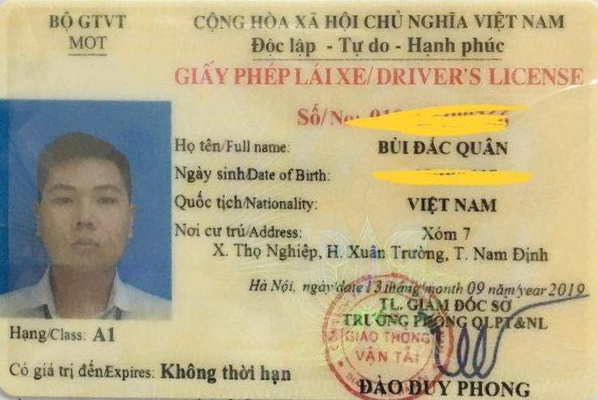 BỘ GTVT
MOT
CỘNG HÒA XÃ HỘI CHỦ NGHĨA VIỆT NAM
Độc lập - Tự do - Hạnh phúc
GIẤY PHÉP LÁI XE/DRIVER'S LICENSE
Số/No:
Họ tên/Full name: BÙI ĐẮC QUÂN
Ngày sinh/Date of Birth:
Quốc tịch/Nationality: VIỆT NAM
Nơi cư trú/Address: Xóm 7
X. Thọ Nghiệp, H. Xuân Trường, T. Nam Định
Hà Nội, ngày/date 13 tháng/month 09 năm/year 2019
TL. GIÁM ĐỐC SỞ
TRƯỞNG PHÒNG QLPT&NL
GIAO THÔNG
VẬN TẢI
Hạng/Class: A1
Có giá trị đến/Expires: Không thời hạn
ĐÀO DUY PHONG